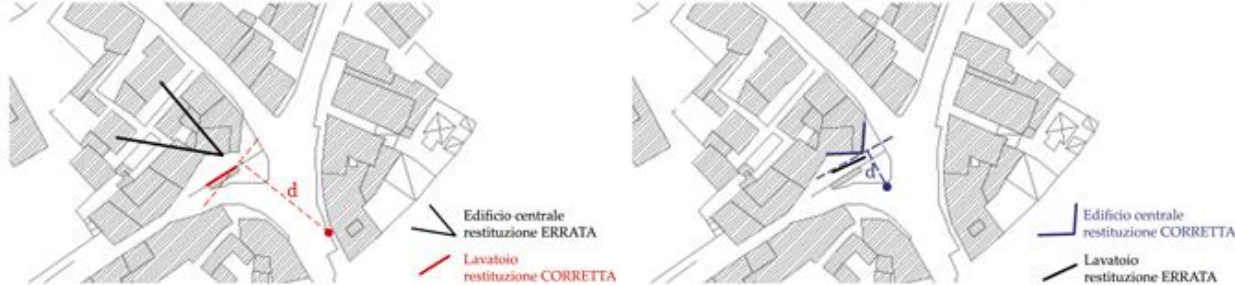 d
Edificio centrale
restituzione ERRATA
Lavatoio
restituzione CORRETTA
d'
Edificio centrale
restituzione CORRETTA
Lavatoio
restituzione ERRATA